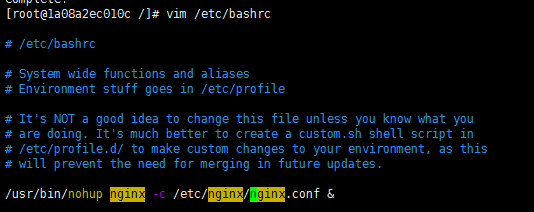 Complete!
[root@1a08a2ec010c /]# vim /etc/bashrc
# /etc/bashrc
# System wide functions and aliases
# Environment stuff goes in /etc/profile
# It's NOT a good idea to change this file unless you know what you
# are doing. It's much better to create a custom.sh shell script in
# /etc/profile.d/ to make custom changes to your environment, as this
# will prevent the need for merging in future updates.
/usr/bin/nohup nginx -c /etc/nginx/nginx.conf &